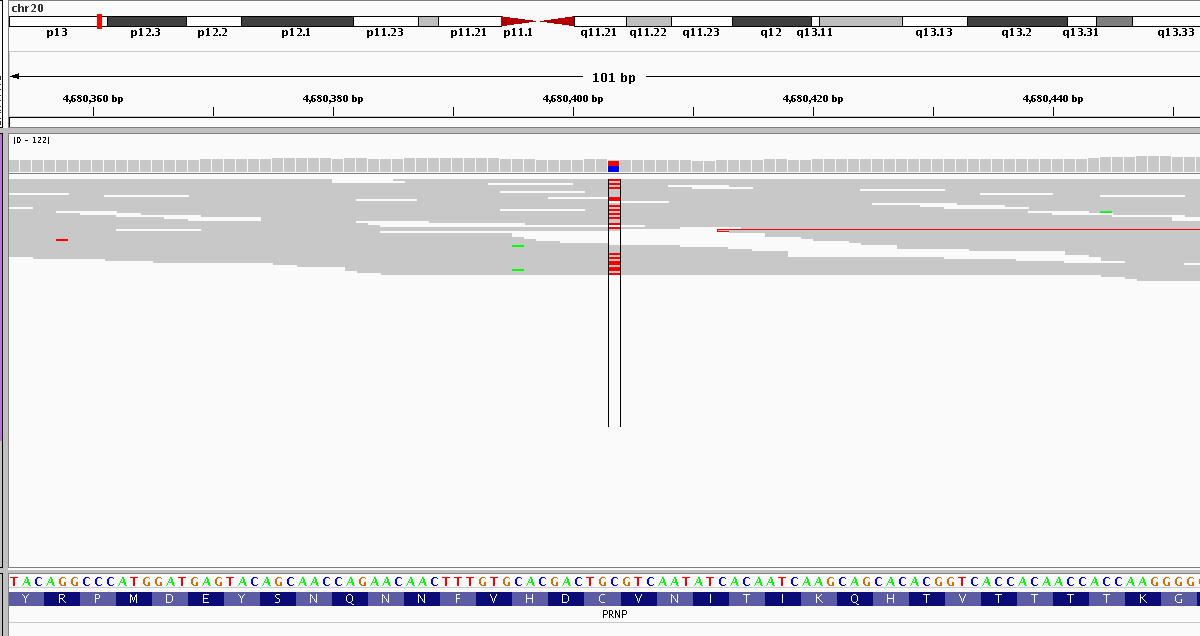 chr20
p13 p12.3 p12.2 p12.1 p11.23 p11.21 p11.1 q11.21 q11.22 q11.23 q12 q13.11 q13.13 q13.2 q13.31 q13.33
101 bp
4,680,360 bp 4,680,380 bp 4,680,400 bp 4,680,420 bp 4,680,440 bp
[0 - 122]
TACAGGCCCATGGATGAGTACAGCAACCAGAACAACTTTGTGCACGACTGCGTCAATATCACAATCAAGCAGCACACGGTCACCACAACCACCAAGGGG
Y R P M D E Y S N Q N N F V H D C V N I T I K Q H T V T T T T K G
PRNP